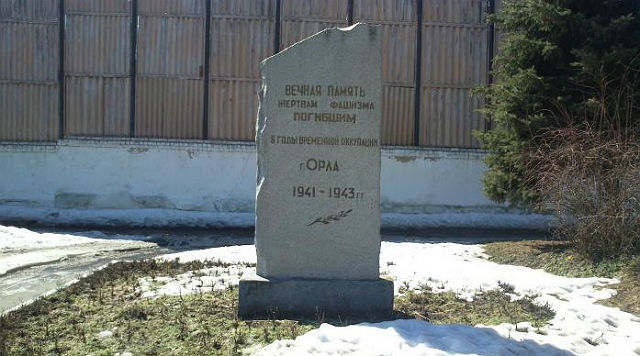 ВЕЧНАЯ ПАМЯТЬ
ЖЕРТВАМ ФАШИЗМА
ПОГИБШИМ
В ГОДЫ ВРЕМЕННОЙ ОККУПАЦИИ
г. ОРЛА
1941 - 1943 гг.